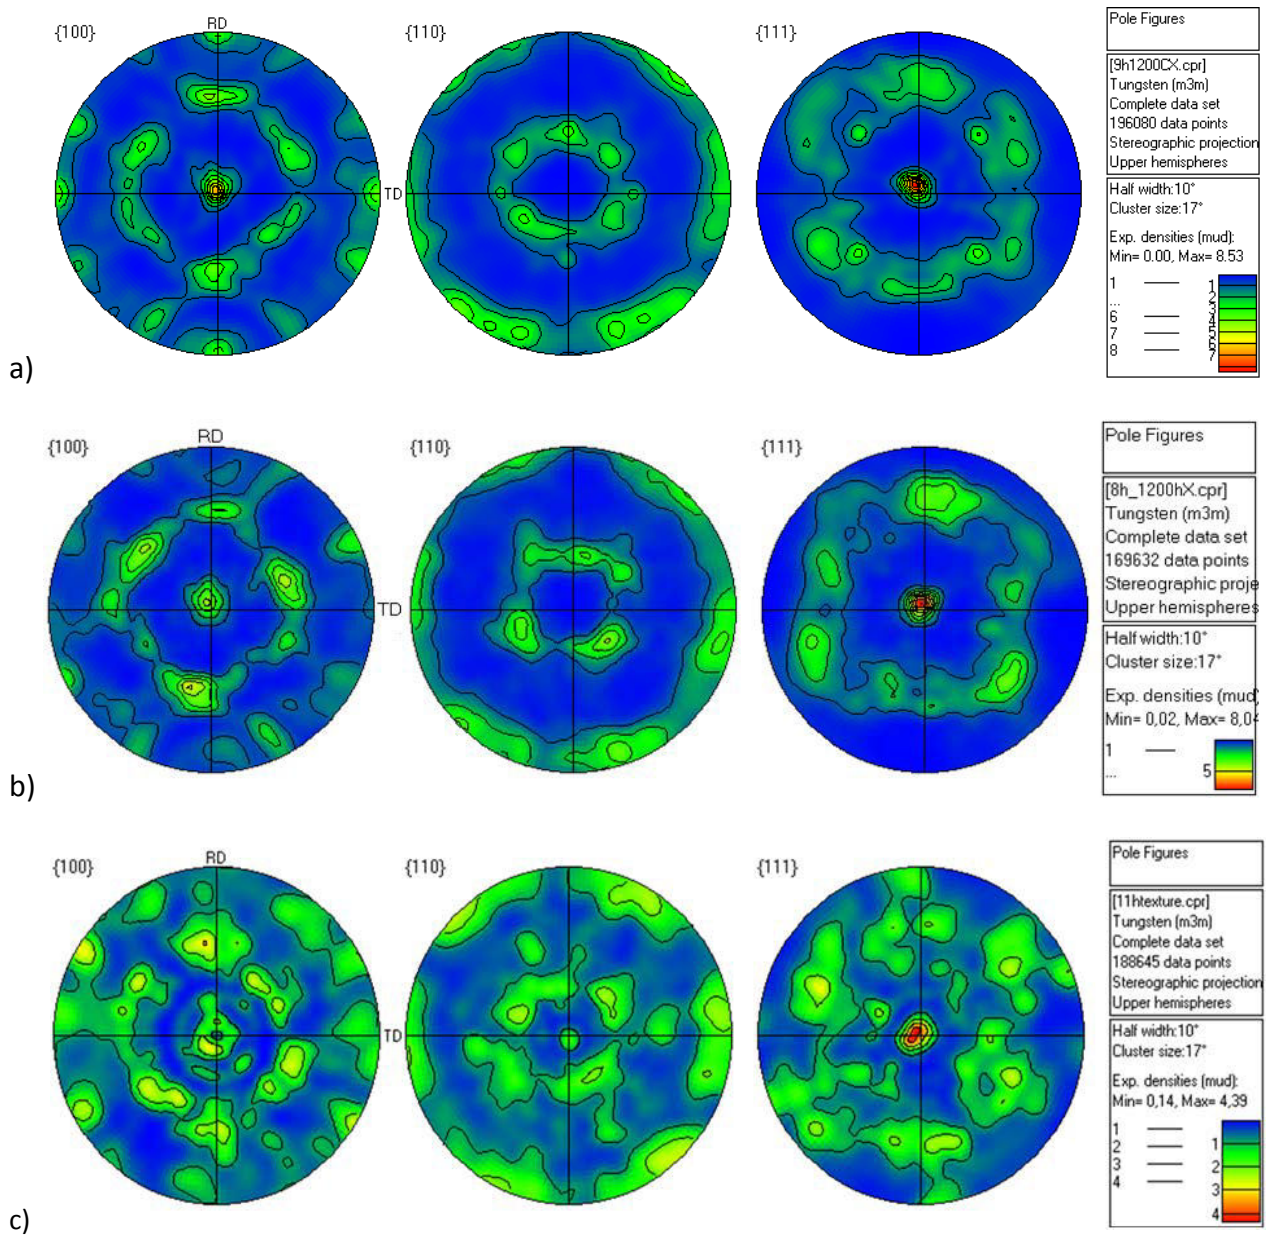 {100}
RD
{110}
{111}
TD
Pole Figures
[9h1200CX.cpr]
Tungsten (m3m)
Complete data set
196080 data points
Stereographic projection
Upper hemispheres
Half width:10°
Cluster size:17°
Exp. densities (mud):
Min= 0.00, Max= 8.53
1
...
6
7
8
1
2
3
4
5
6
7
a)
{100}
RD
{110}
{111}
TD
Pole Figures
[8h_1200hX.cpr]
Tungsten (m3m)
Complete data set
169632 data points
Stereographic proje
Upper hemispheres
Half width:10°
Cluster size:17°
Exp. densities (mud)
Min= 0,02, Max= 8,04
1
...
5
b)
{100}
RD
{110}
{111}
TD
Pole Figures
[11htexture.cpr]
Tungsten (m3m)
Complete data set
188645 data points
Stereographic projection
Upper hemispheres
Half width:10°
Cluster size:17°
Exp. densities (mud):
Min= 0,14, Max= 4,39
1
2
3
4
1
2
3
4
c)